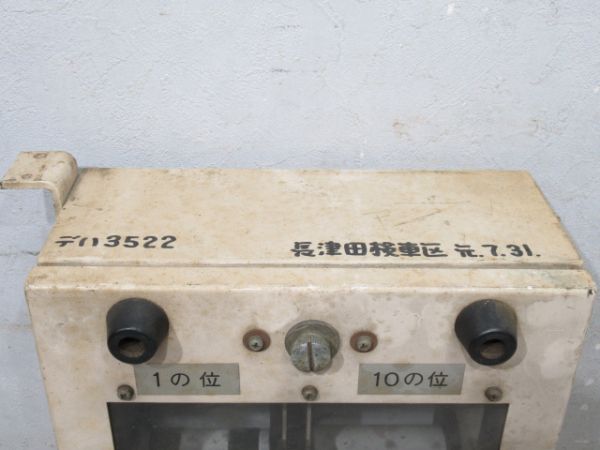 デハ3522
長津田検車区 元.7.31.
1の位
10の位